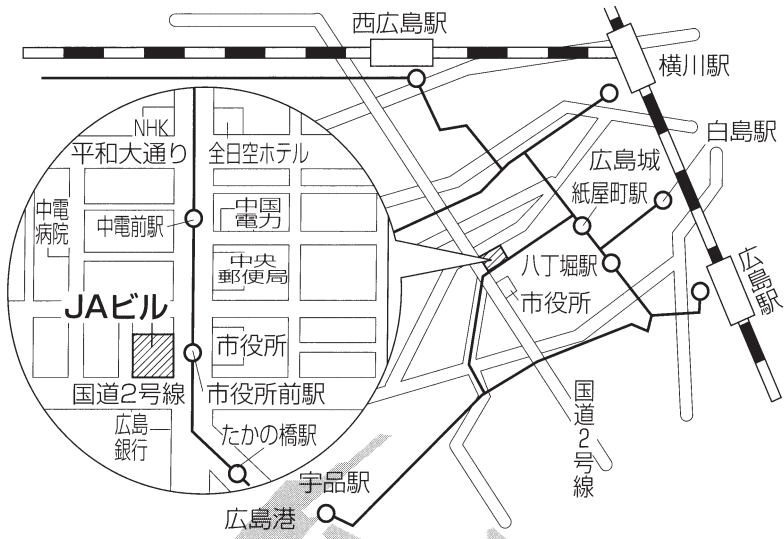 西広島駅
横川駅
白島駅
広島城
紙屋町駅
八丁堀駅
広島駅
市役所
国道2号線
NHK
平和大通り
全日空ホテル
中電
病院
中電前駅
中国
電力
中央
郵便局
JAビル
市役所
国道2号線
市役所前駅
広島
銀行
たかの橋駅
宇品駅
広島港